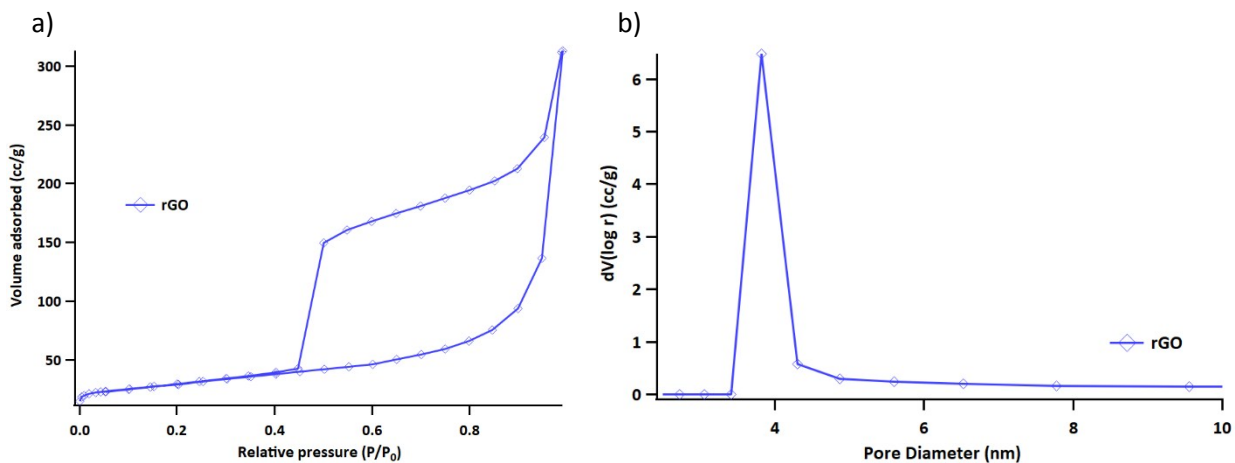 a)
300
250
200
150
100
50
0.0
0.2
0.4
0.6
0.8
Volume adsorbed (cc/g)
Relative pressure (P/P₀)
rGO
b)
6
5
4
3
2
1
0
4
6
8
10
dV(log r) (cc/g)
Pore Diameter (nm)
rGO